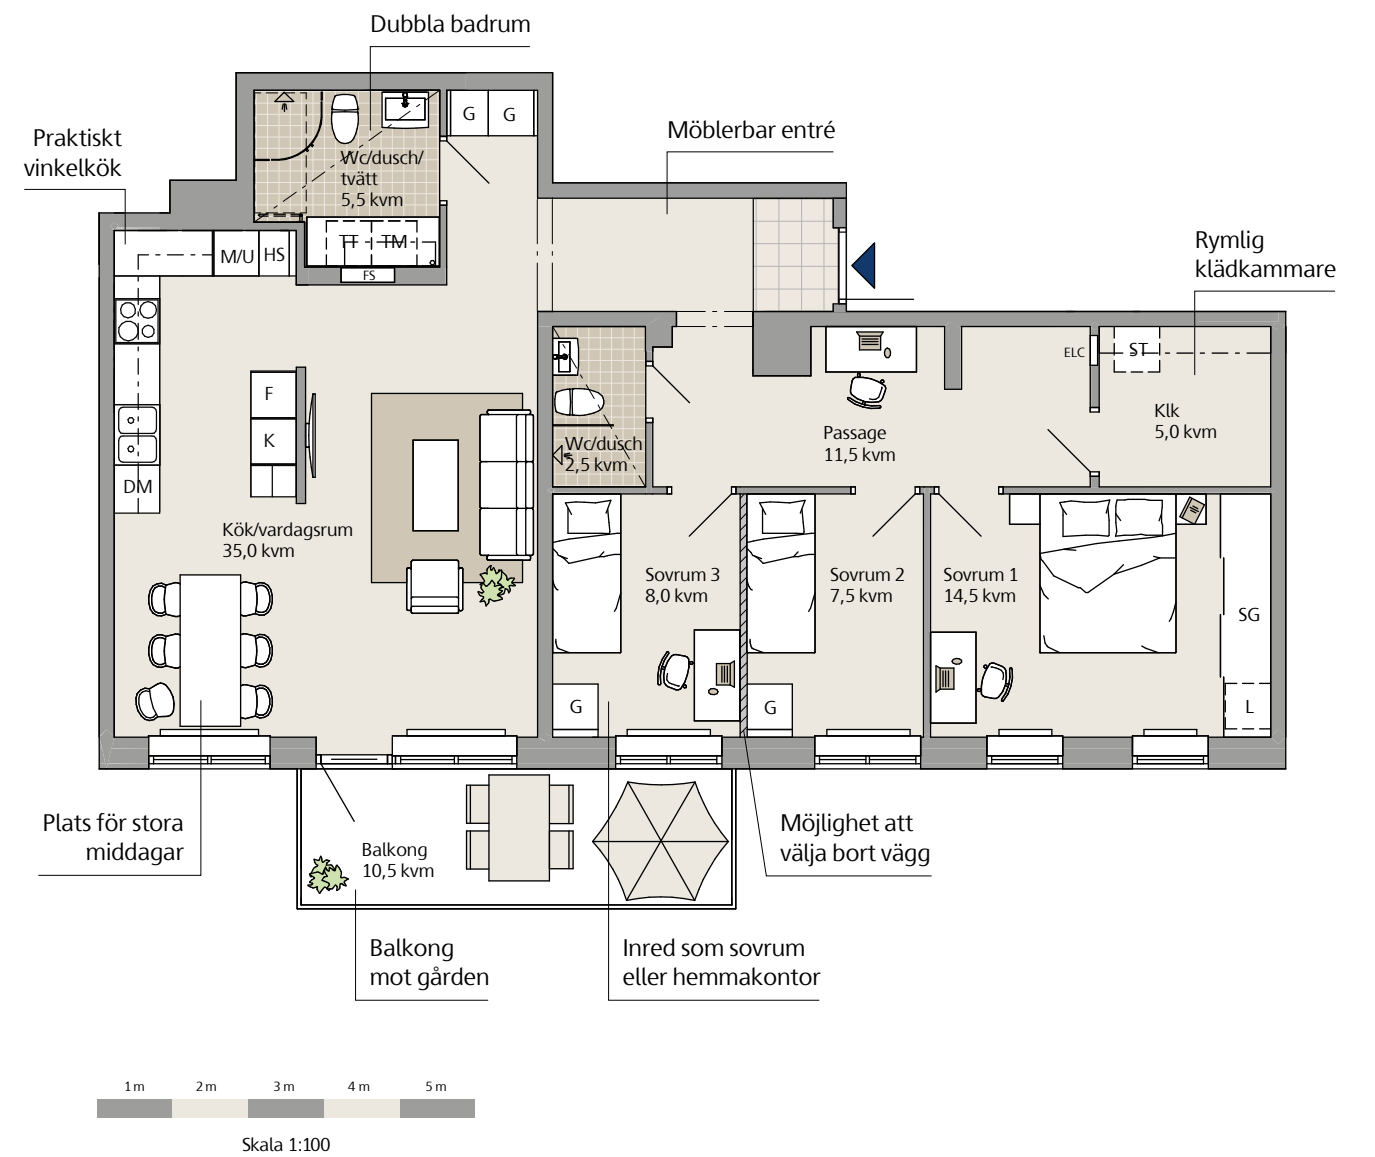 Dubbla badrum
Praktiskt
vinkelkök
Möblerbar entré
Rymlig
klädkammare
G
G
Wc/dusch/
tvätt
5,5 kvm
TT
TM
FS
M/U
HS
F
K
DM
Kök/vardagsrum
35,0 kvm
Wc/dusch
2,5 kvm
Passage
11,5 kvm
ELC
ST
Klk
5,0 kvm
Sovrum 3
8,0 kvm
G
Sovrum 2
7,5 kvm
G
Sovrum 1
14,5 kvm
SG
L
Plats för stora
middagar
Balkong
10,5 kvm
Möjlighet att
välja bort vägg
Balkong
mot gården
Inred som sovrum
eller hemmakontor
1 m
2 m
3 m
4 m
5 m
Skala 1:100